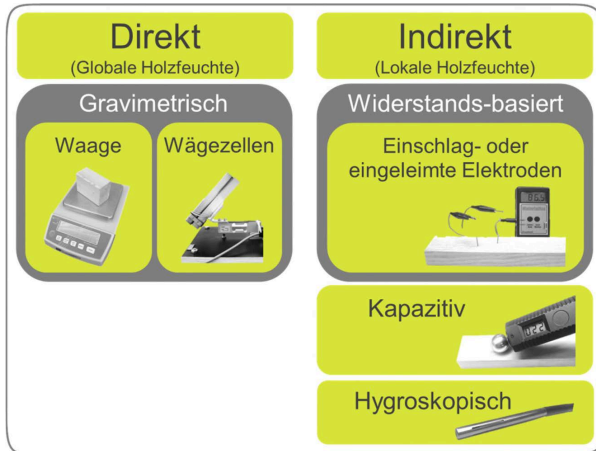 Direkt
(Globale Holzfeuchte)
Gravimetrisch
Waage
Wägezellen
Indirekt
(Lokale Holzfeuchte)
Widerstands-basiert
Einschlag- oder
eingeleimte Elektroden
Kapazitiv
Hygroskopisch